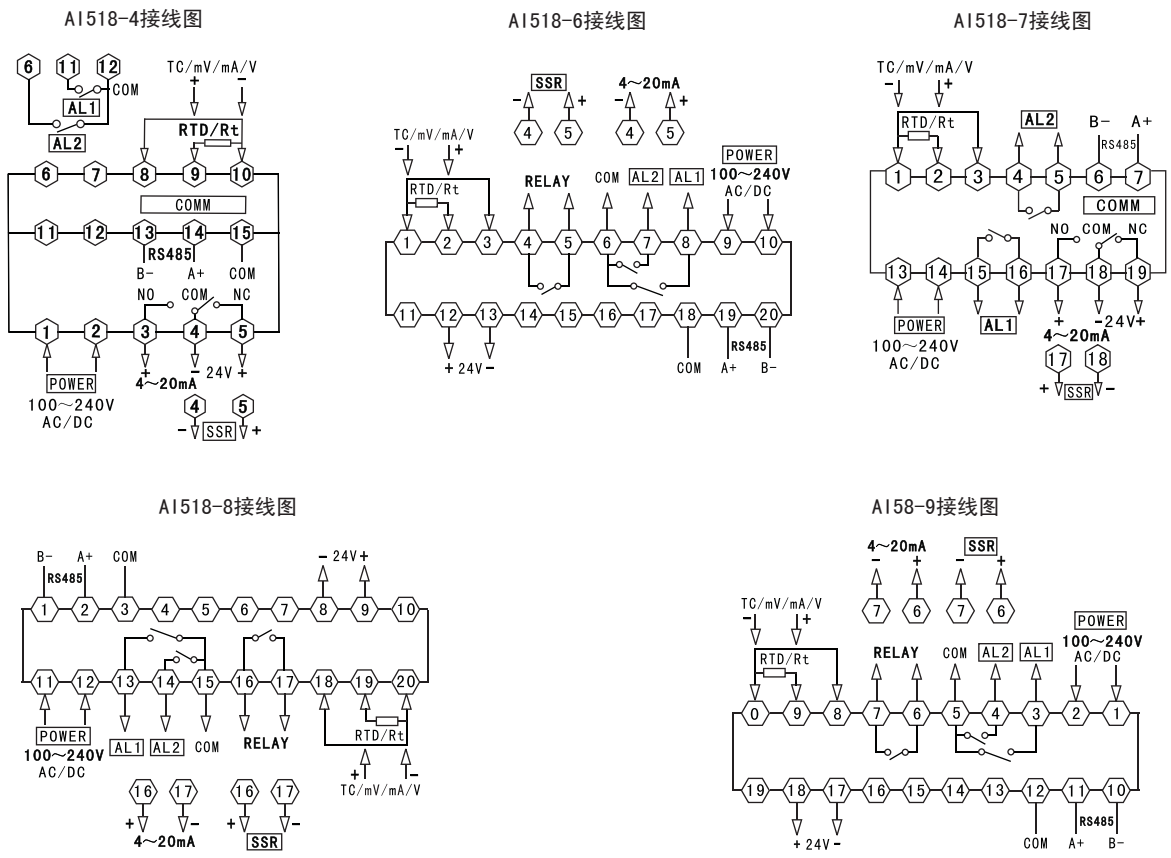 AI518-4接线图
6 11 12
COM
AL1
AL2
TC/mV/mA/V
+ -
RTD/Rt
6 7 8 9 10
COMM
11 12 13 14 15
RS485
B- A+ COM
NO COM NC
1 2 3 4 5
+ - 24V +
4~20mA
POWER
100~240V
AC/DC
4 5
- SSR +
AI518-6接线图
SSR 4~20mA
- + - +
4 5 4 5
TC/mV/mA/V
- +
RTD/Rt
RELAY COM AL2 AL1
POWER
100~240V
AC/DC
1 2 3 4 5 6 7 8 9 10
11 12 13 14 15 16 17 18 19 20
+ 24V -
RS485
COM A+ B-
AI518-7接线图
TC/mV/mA/V
- +
RTD/Rt
AL2
B- A+
RS485
1 2 3 4 5 6 7
COMM
NO COM NC
13 14 15 16 17 18 19
POWER
100~240V
AC/DC
AL1
+ - 24V +
4~20mA
17 18
+ SSR -
AI518-8接线图
B- A+ COM
RS485
- 24V +
1 2 3 4 5 6 7 8 9 10
11 12 13 14 15 16 17 18 19 20
POWER
100~240V
AC/DC
AL1 AL2 COM
RELAY
RTD/Rt
+ -
TC/mV/mA/V
16 17 16 17
+ - + -
4~20mA SSR
AI58-9接线图
4~20mA SSR
- + - +
7 6 7 6
TC/mV/mA/V
- +
RTD/Rt
RELAY COM AL2 AL1
POWER
100~240V
AC/DC
0 9 8 7 6 5 4 3 2 1
19 18 17 16 15 14 13 12 11 10
+ 24V -
RS485
COM A+ B-